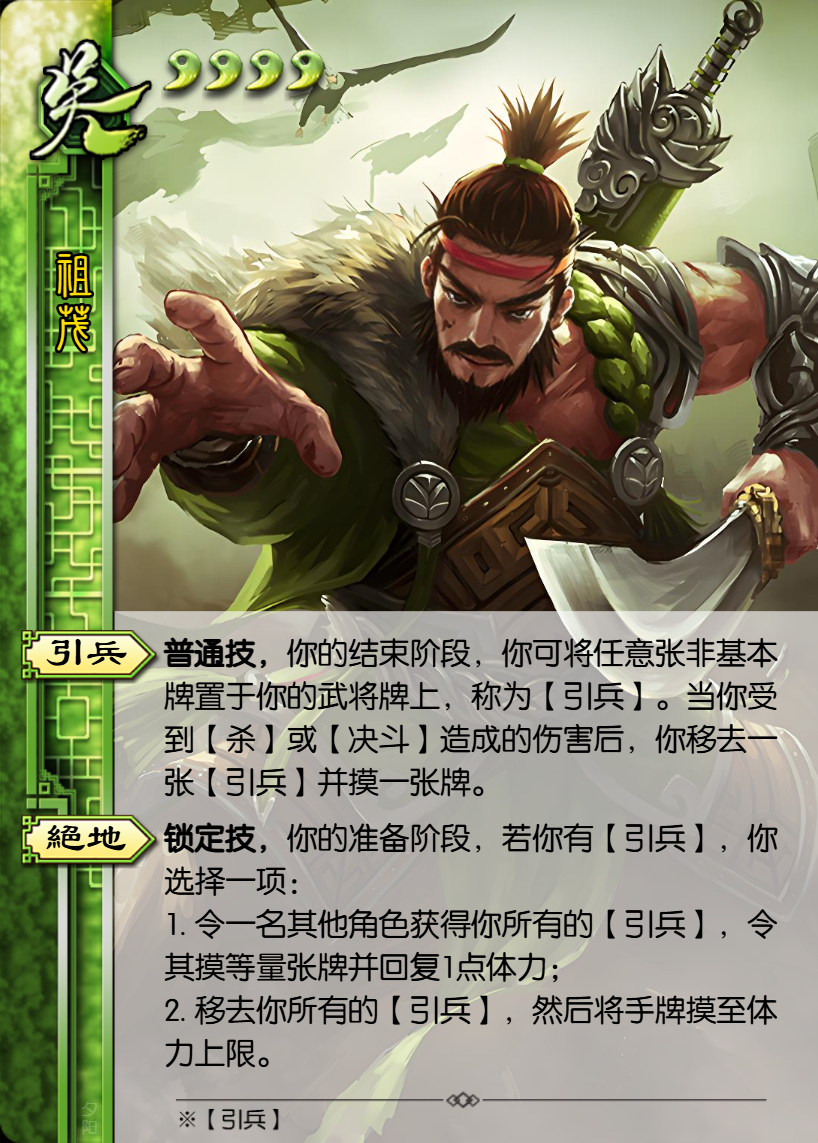 吴
祖茂
引兵
普通技，你的结束阶段，你可将任意张非基本
牌置于你的武将牌上，称为【引兵】。当你受
到【杀】或【决斗】造成的伤害后，你移去一
张【引兵】并摸一张牌。
絕地
锁定技，你的准备阶段，若你有【引兵】，你
选择一项：
1. 令一名其他角色获得你所有的【引兵】，令
其摸等量张牌并回复1点体力；
2. 移去你所有的【引兵】，然后将手牌摸至体
力上限。
※【引兵】
夕阳